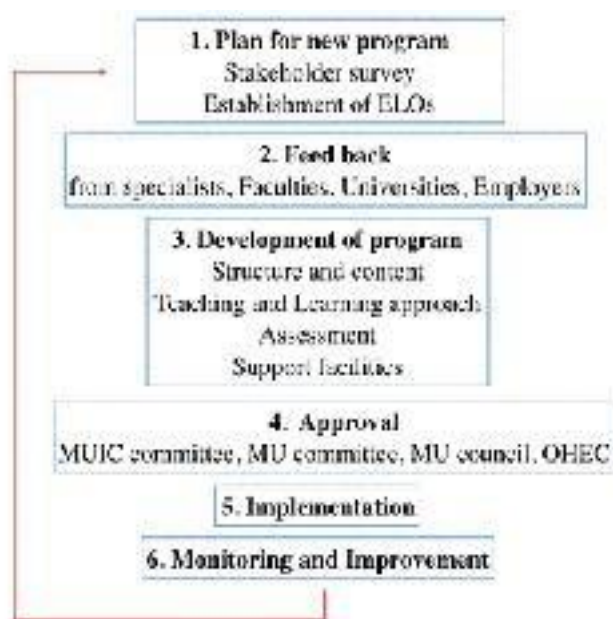 1. Plan for new program
Stakeholder survey
Establishment of ELOs
2. Feed back
from specialists, Faculties, Universities, Employers
3. Development of program
Structure and content
Teaching and Learning approach
Assessment
Support facilities
4. Approval
MUIC committee, MU committee, MU council, OHEC
5. Implementation
6. Monitoring and Improvement